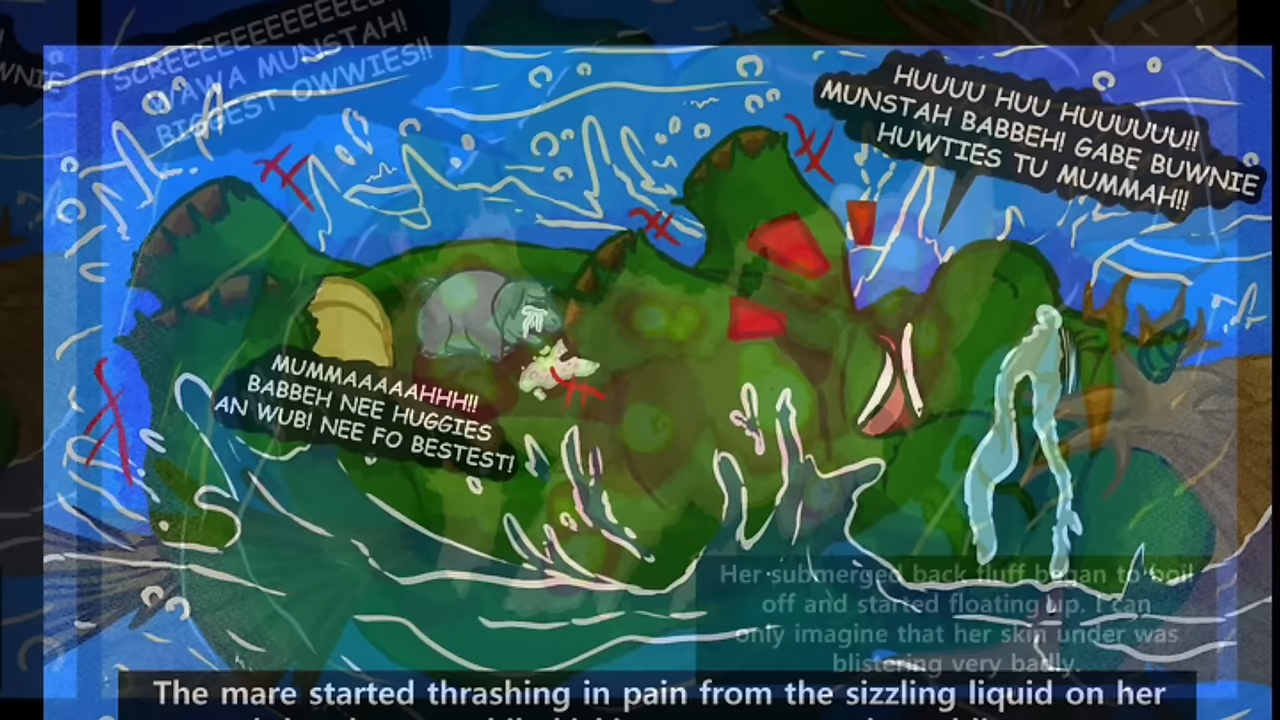 WNIE
SCREEEEEEEEEEE
WAWA MUNSTAH!
BIGGEST OWWIES!!
HUUUU HUU HUUUUUU!!
MUNSTAH BABBEH! GABE BUWNIE
HUWTIES TU MUMMAH!!
MUMMAAAAAHHH!!
BABBEH NEE HUGGIES
AN WUB! NEE FO BESTEST!
Her submerged back fluff began to boil
off and started floating up. I can
only imagine that her skin under was
blistering very badly.
The mare started thrashing in pain from the sizzling liquid on her